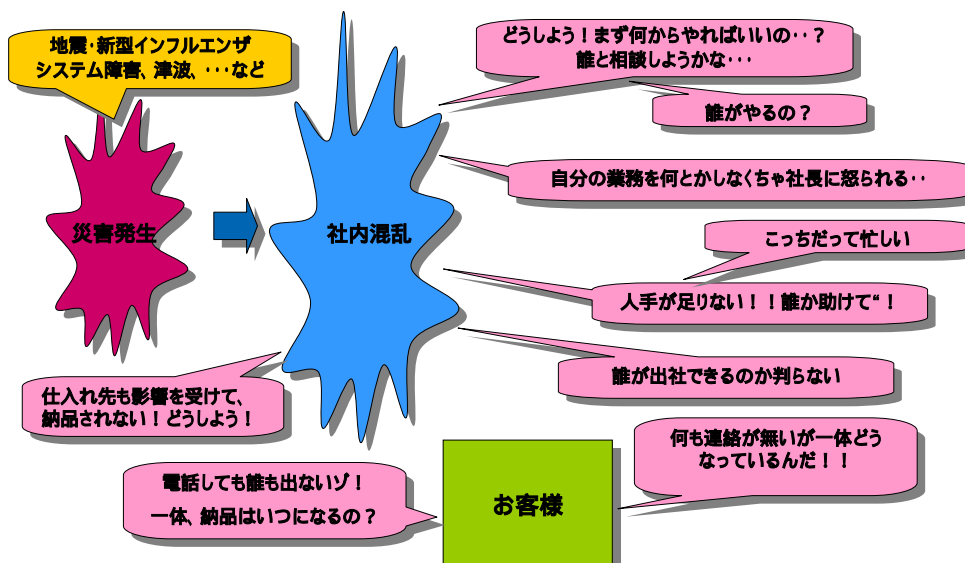 地震・新型インフルエンザ
システム障害、津波、・・・など
災害発生
社内混乱
どうしよう！まず何からやればいいの・・？
誰と相談しようかな・・・
誰がやるの？
自分の業務を何とかしなくちゃ社長に怒られる・・
こっちだって忙しい
人手が足りない！！誰か助けて“！
誰が出社できるのか判らない
仕入れ先も影響を受けて、
納品されない！どうしよう！
何も連絡が無いが一体どう
なっているんだ！！
電話しても誰も出ないゾ！
一体、納品はいつになるの？
お客様